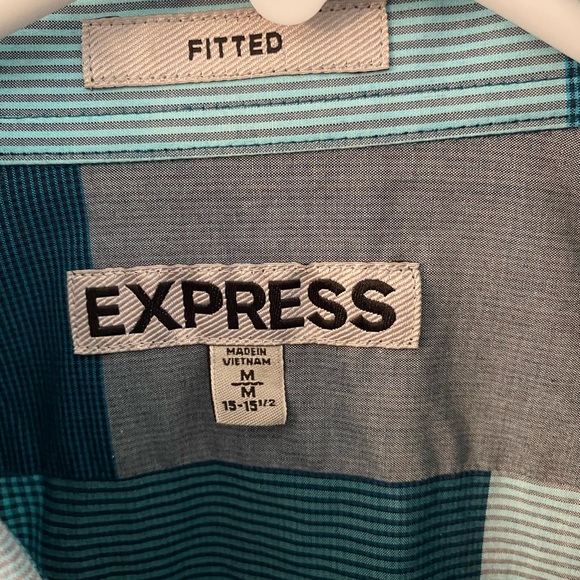 FITTED
EXPRESS
MADE IN
VIETNAM
M
M
15-15 1/2